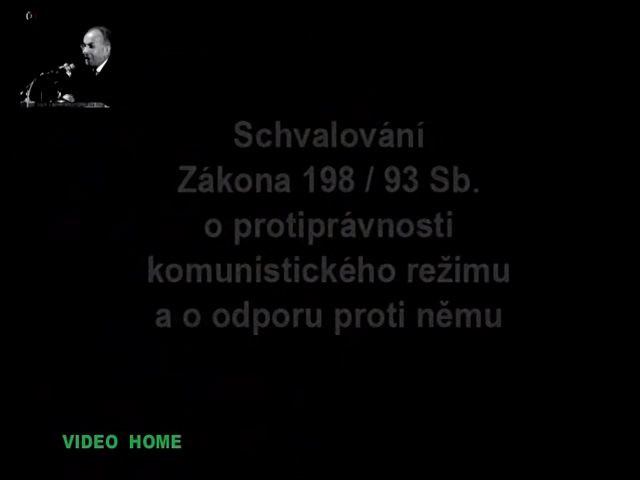 Schvalování
Zákona 198 / 93 Sb.
o protiprávnosti
komunistického režimu
a o odporu proti němu
VIDEO HOME